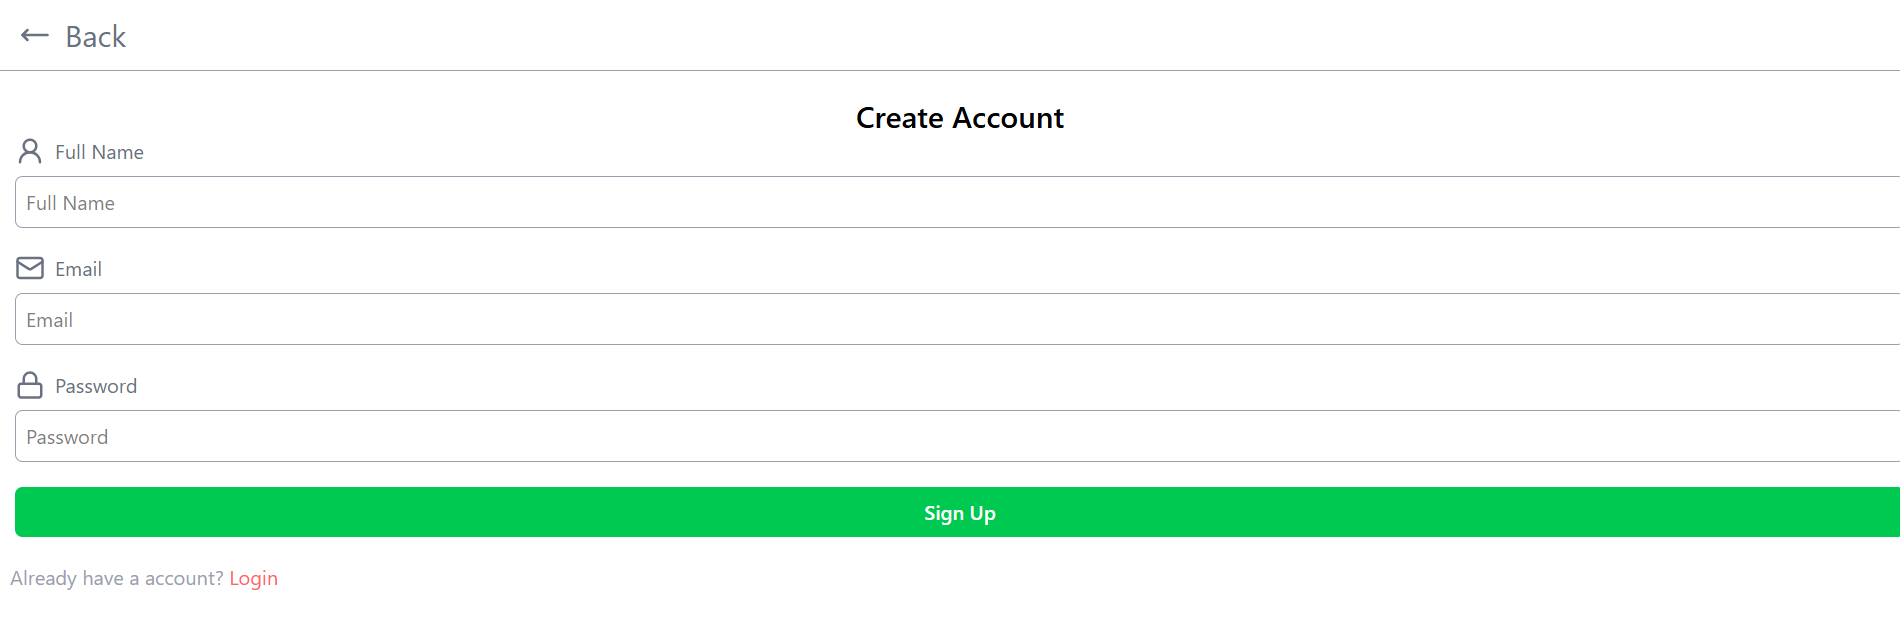 Back
Create Account
Full Name
Full Name
Email
Email
Password
Password
Sign Up
Already have a account? Login